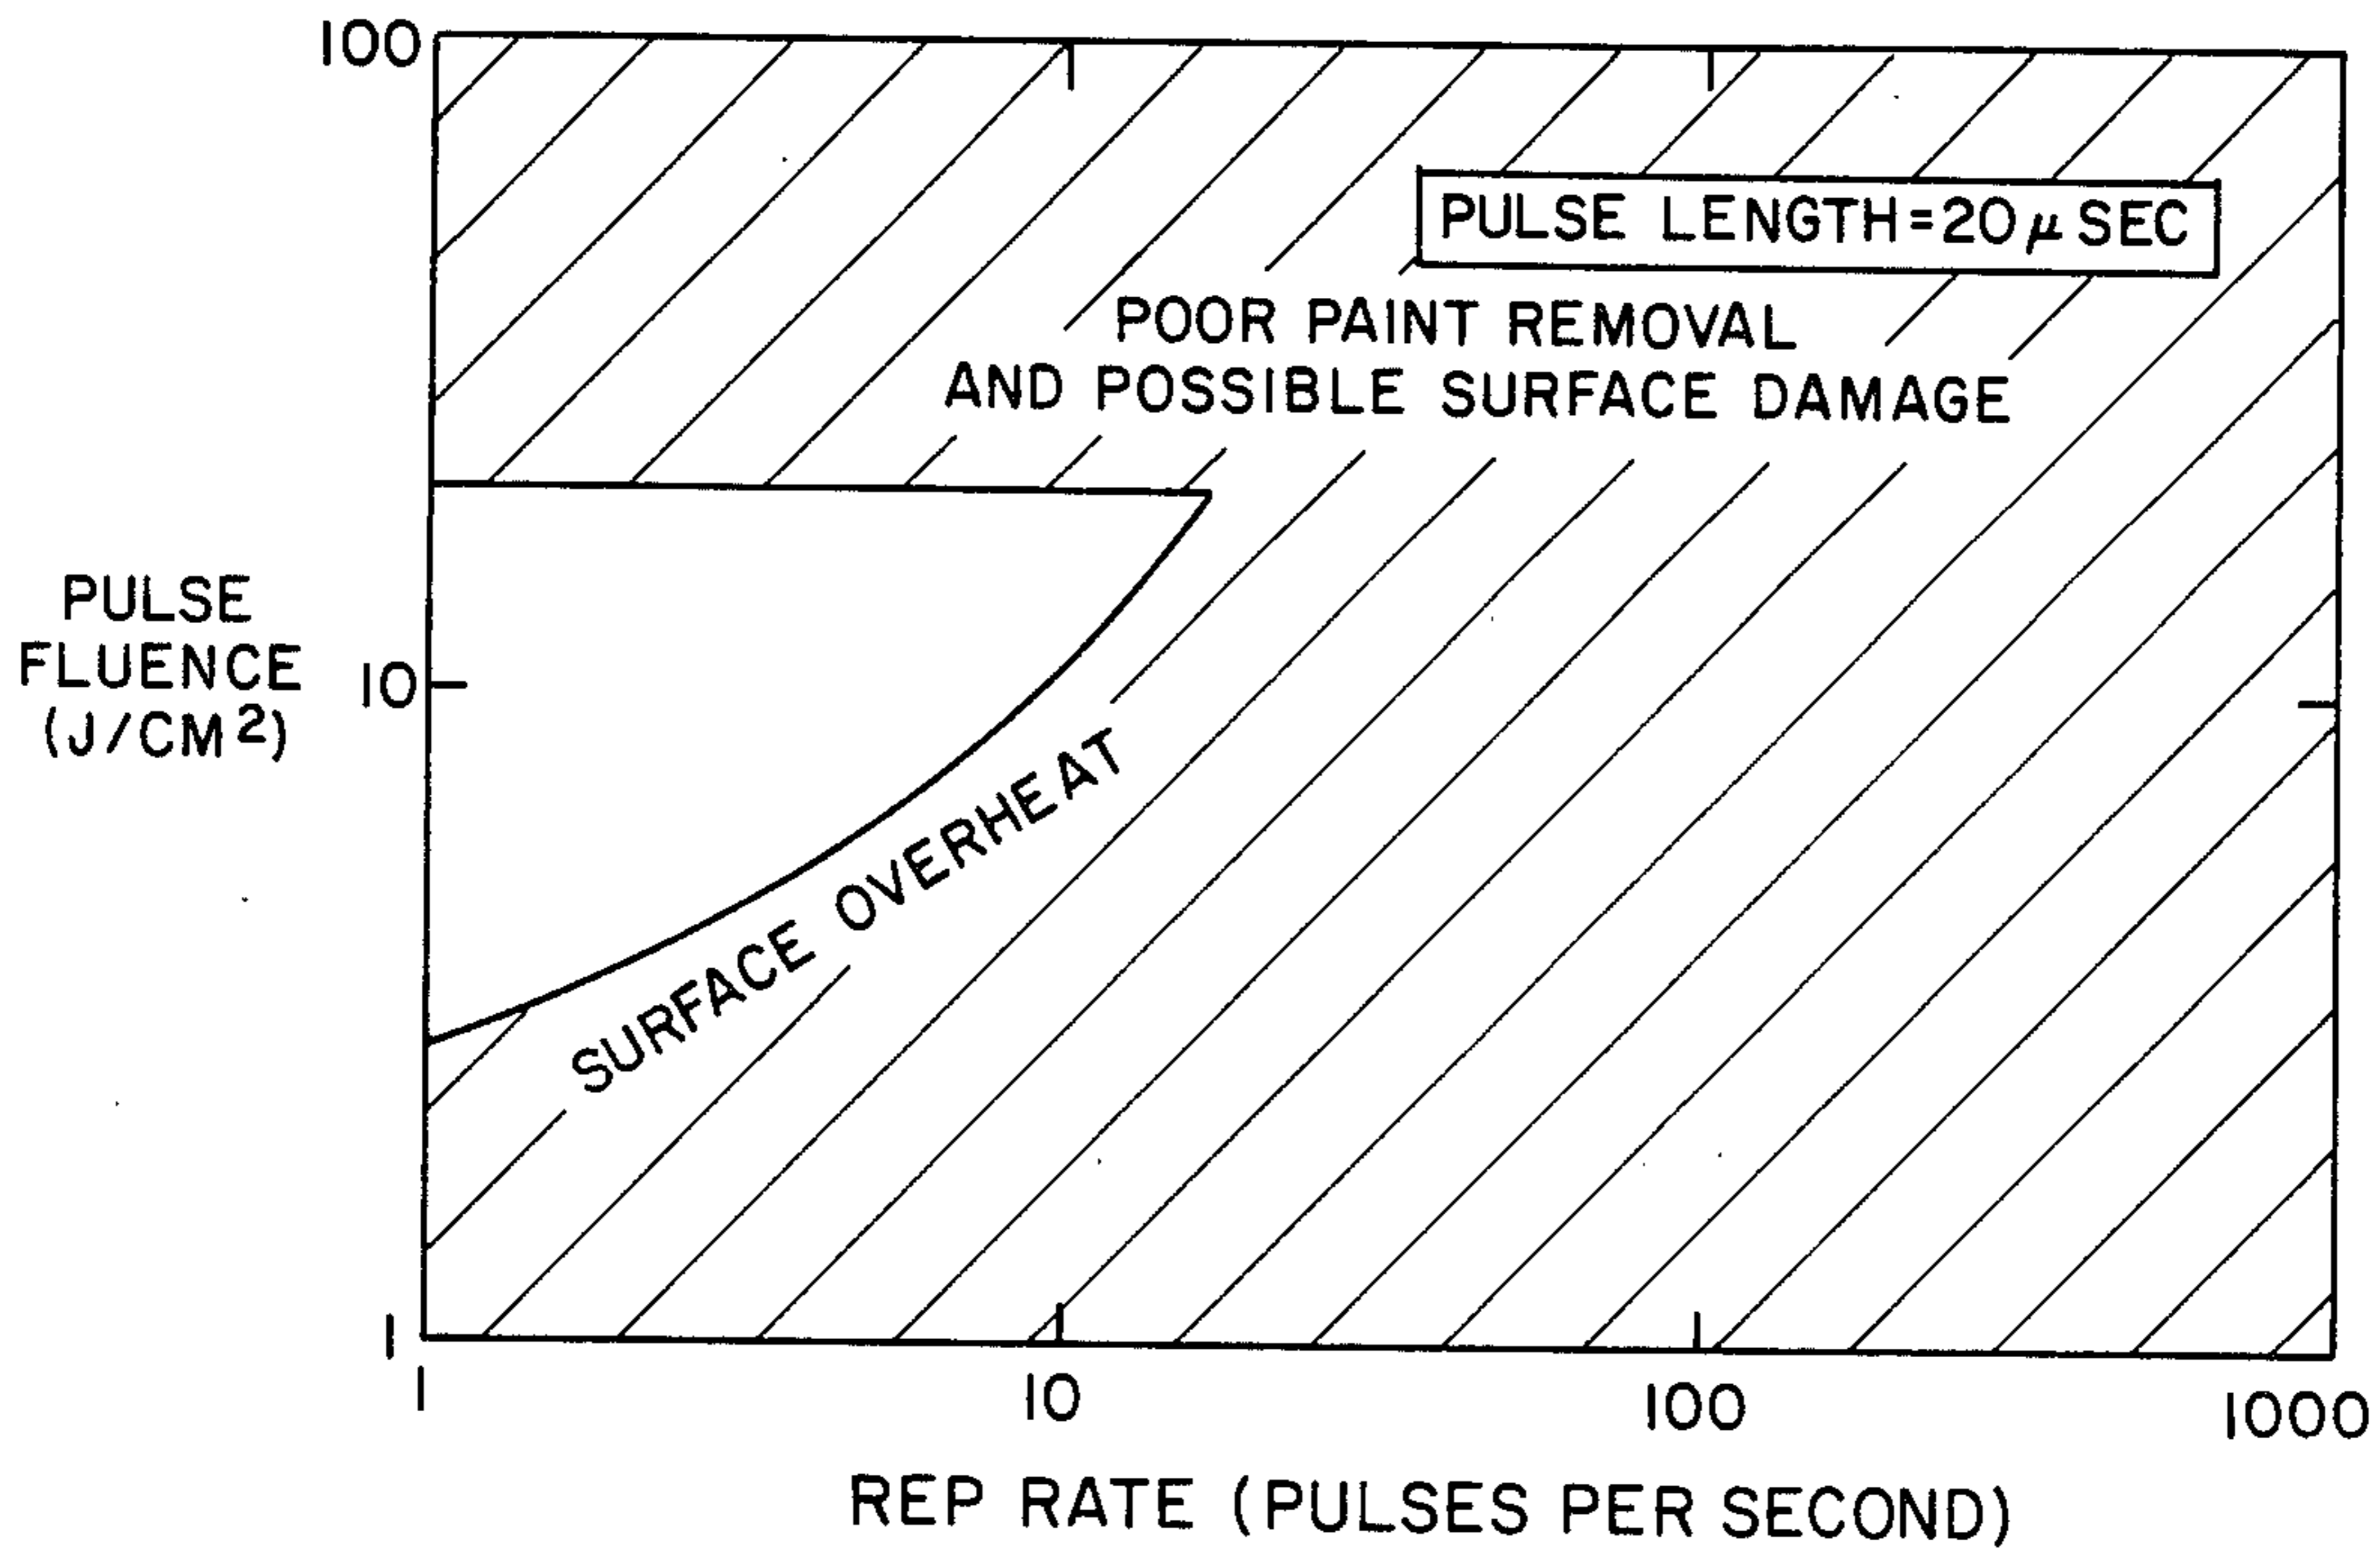 100
PULSE LENGTH=20μSEC
POOR PAINT REMOVAL
AND POSSIBLE SURFACE DAMAGE
PULSE
FLUENCE
(J/CM²)
10
SURFACE OVERHEAT
1
1
10
100
1000
REP RATE (PULSES PER SECOND)